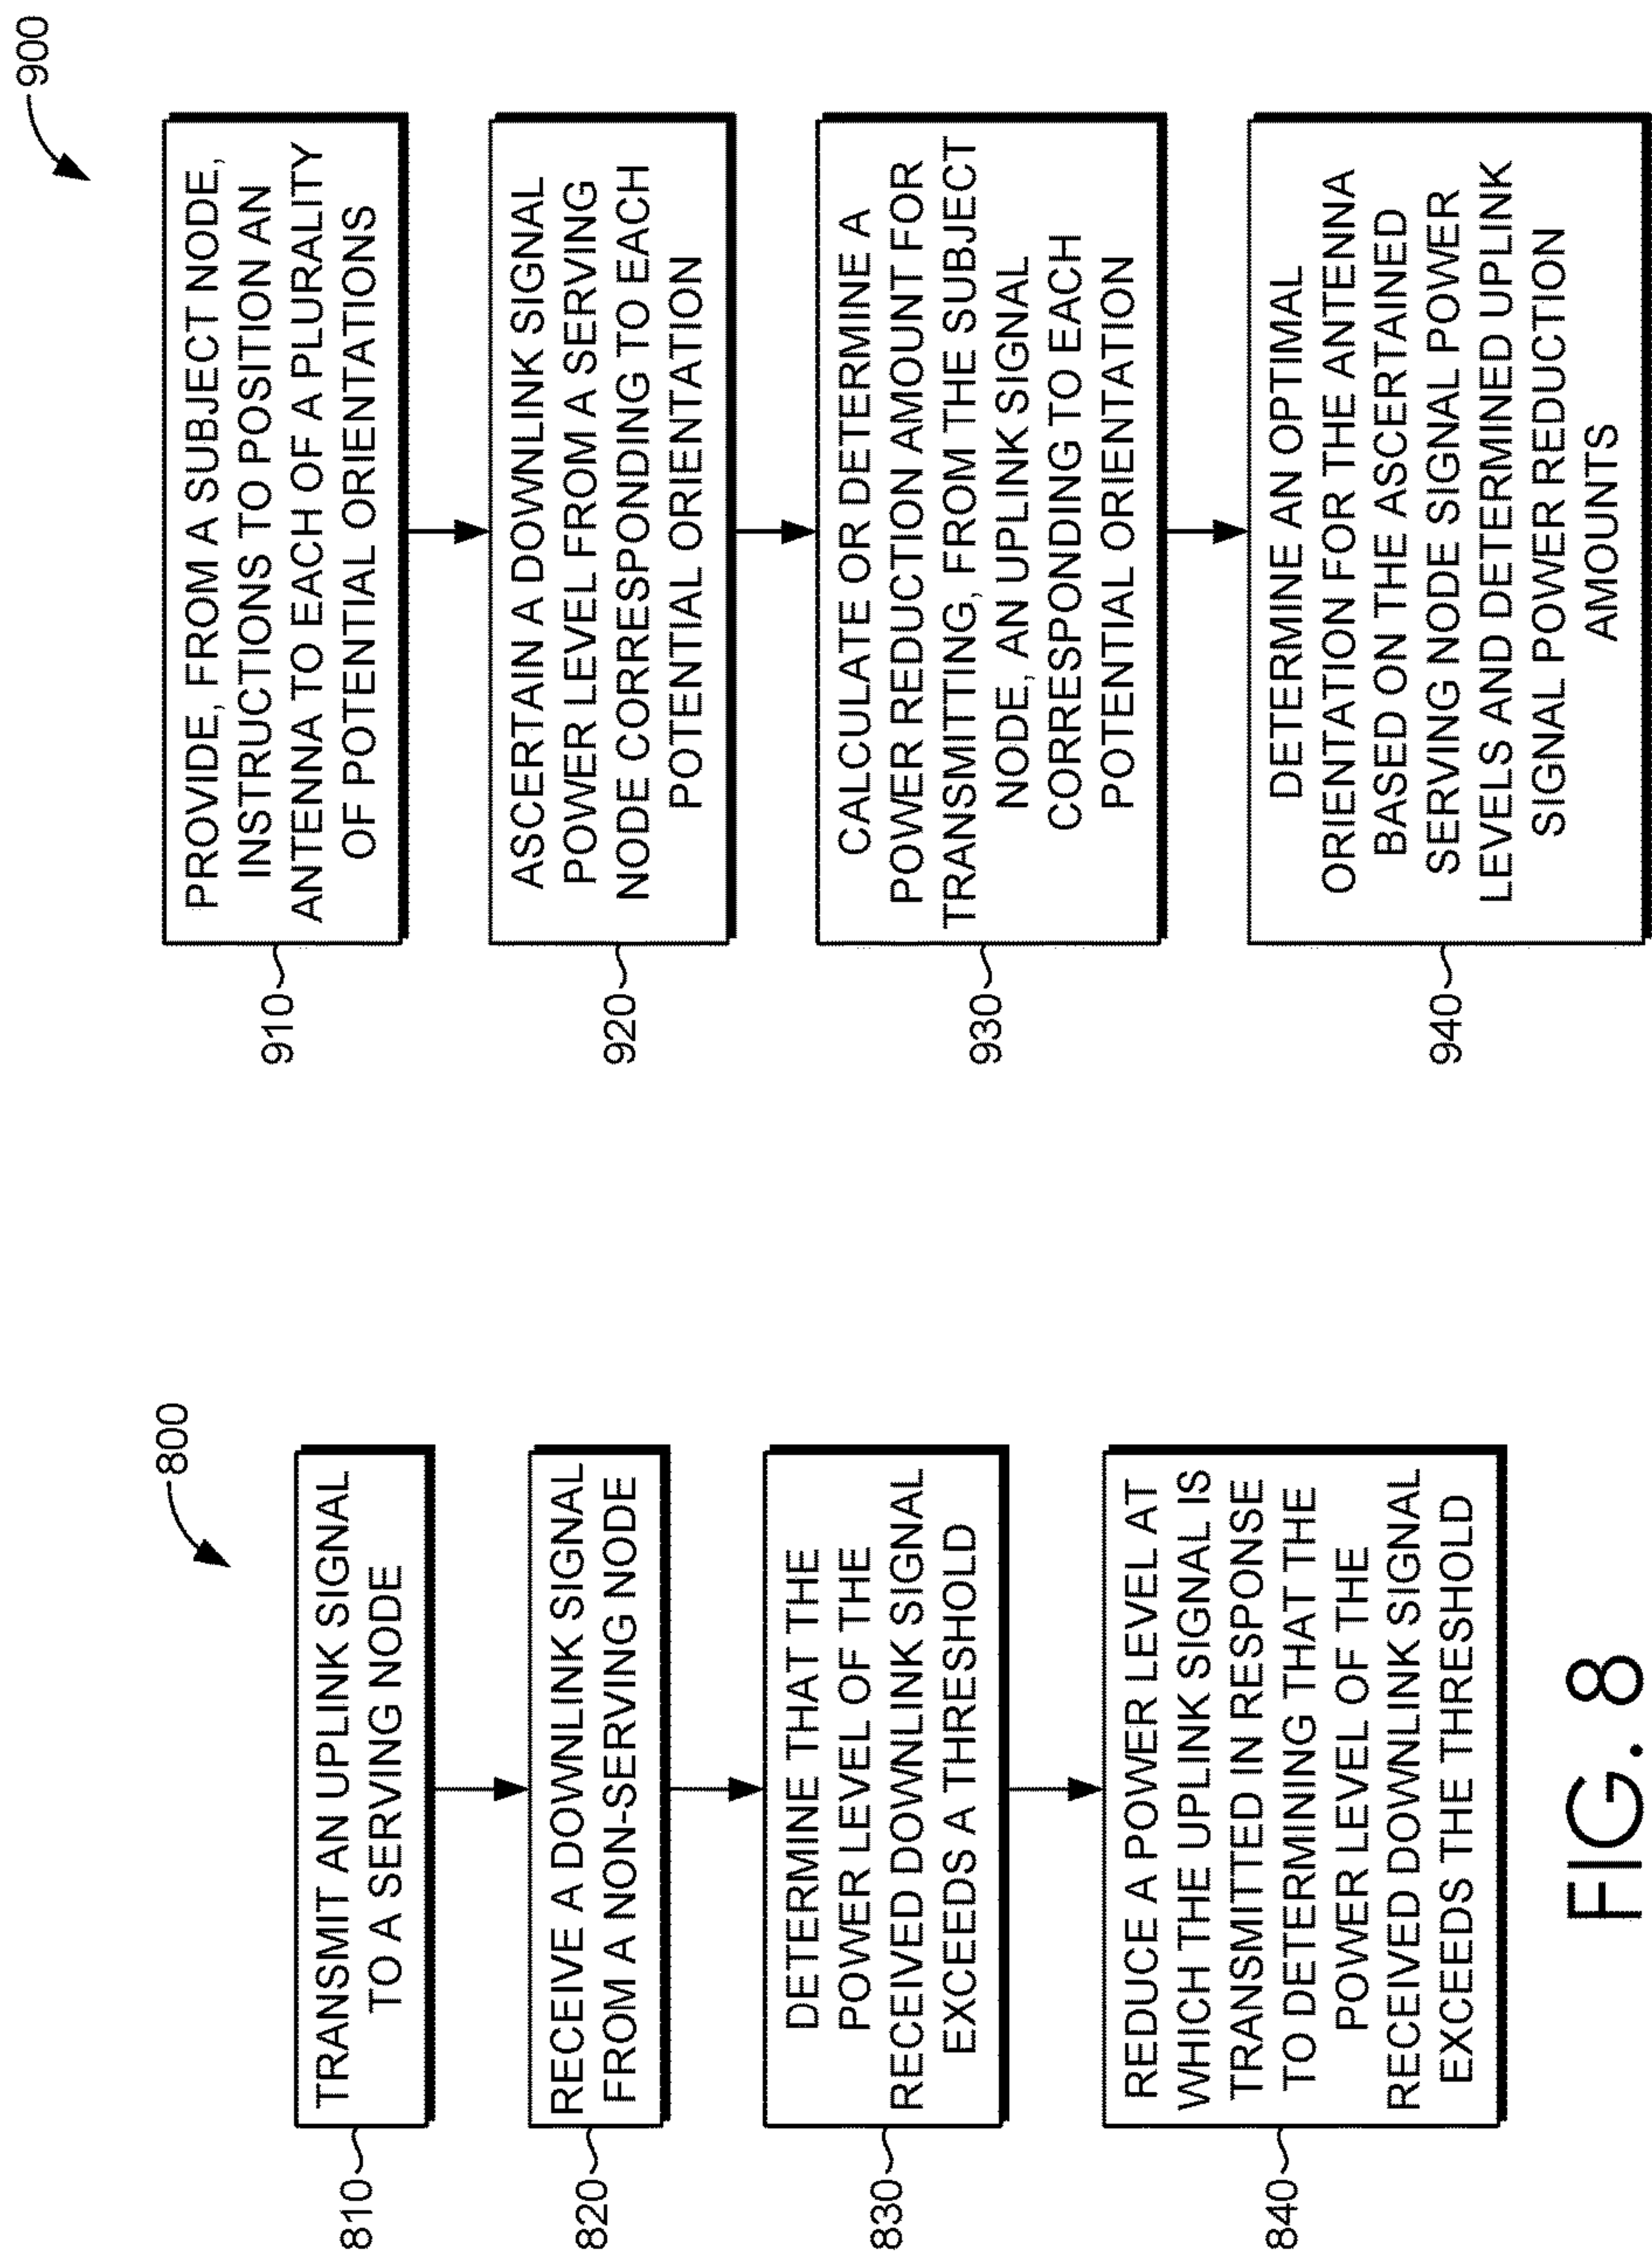 800
810
TRANSMIT AN UPLINK SIGNAL
TO A SERVING NODE
820
RECEIVE A DOWNLINK SIGNAL
FROM A NON-SERVING NODE
830
DETERMINE THAT THE
POWER LEVEL OF THE
RECEIVED DOWNLINK SIGNAL
EXCEEDS A THRESHOLD
840
REDUCE A POWER LEVEL AT
WHICH THE UPLINK SIGNAL IS
TRANSMITTED IN RESPONSE
TO DETERMINING THAT THE
POWER LEVEL OF THE
RECEIVED DOWNLINK SIGNAL
EXCEEDS THE THRESHOLD
FIG. 8
900
910
PROVIDE, FROM A SUBJECT NODE,
INSTRUCTIONS TO POSITION AN
ANTENNA TO EACH OF A PLURALITY
OF POTENTIAL ORIENTATIONS
920
ASCERTAIN A DOWNLINK SIGNAL
POWER LEVEL FROM A SERVING
NODE CORRESPONDING TO EACH
POTENTIAL ORIENTATION
930
CALCULATE OR DETERMINE A
POWER REDUCTION AMOUNT FOR
TRANSMITTING, FROM THE SUBJECT
NODE, AN UPLINK SIGNAL
CORRESPONDING TO EACH
POTENTIAL ORIENTATION
940
DETERMINE AN OPTIMAL
ORIENTATION FOR THE ANTENNA
BASED ON THE ASCERTAINED
SERVING NODE SIGNAL POWER
LEVELS AND DETERMINED UPLINK
SIGNAL POWER REDUCTION
AMOUNTS